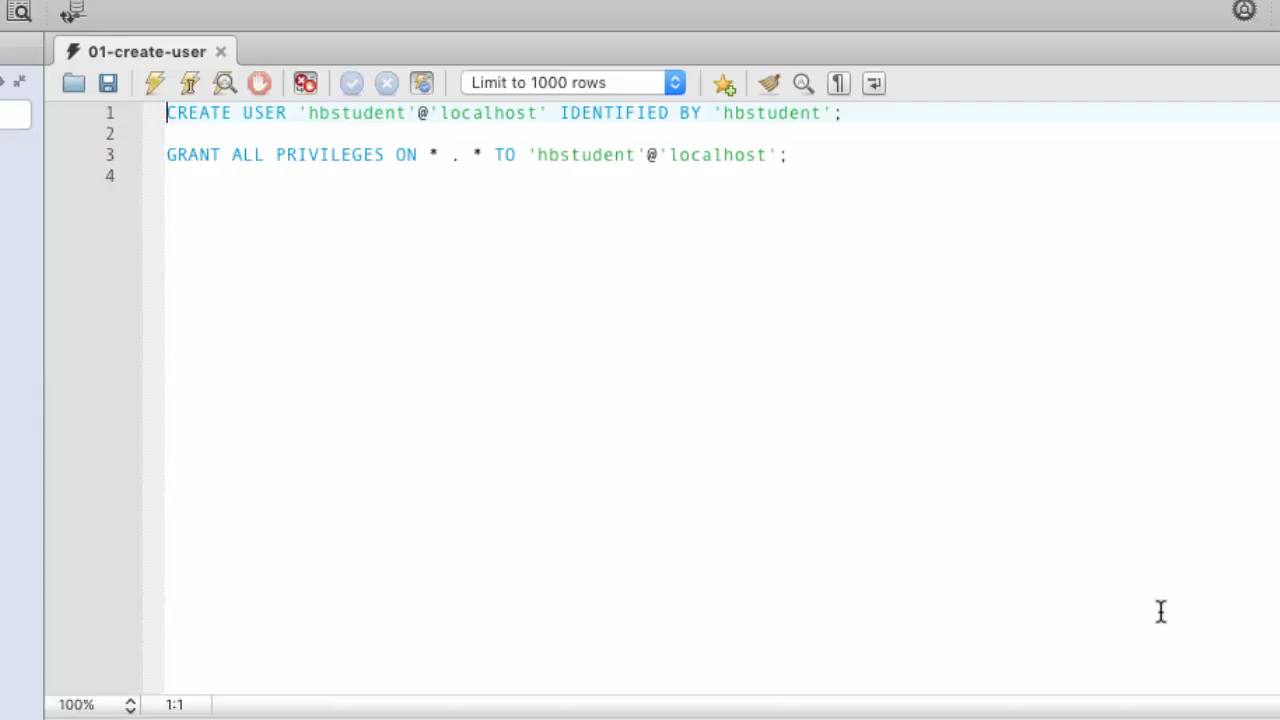 01-create-user
Limit to 1000 rows
1 CREATE USER 'hbstudent'@'localhost' IDENTIFIED BY 'hbstudent';
2
3 GRANT ALL PRIVILEGES ON * . * TO 'hbstudent'@'localhost';
4
100% 1:1